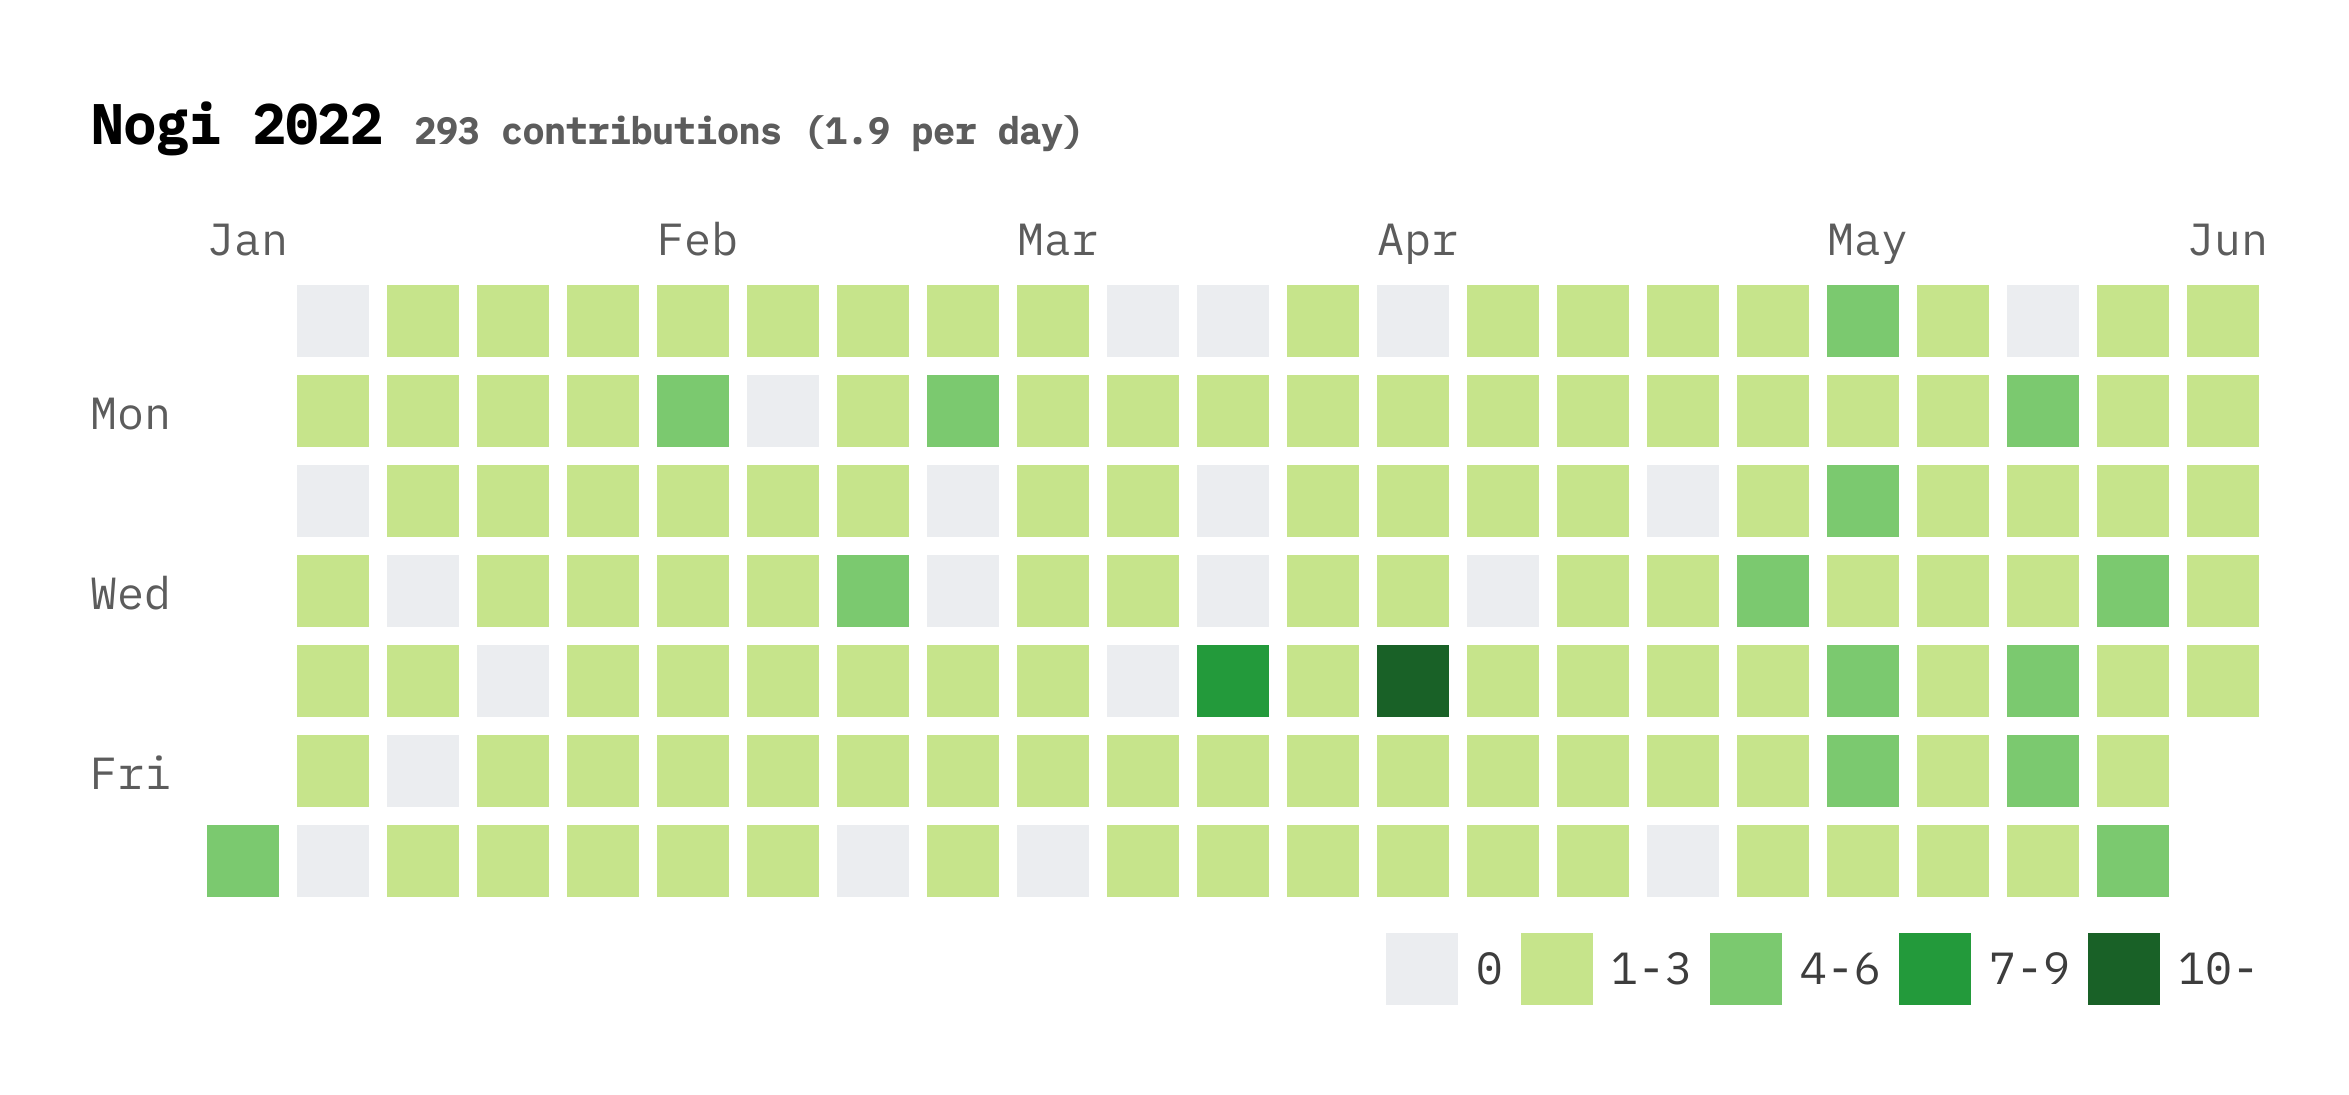 Nogi 2022 293 contributions (1.9 per day)
Jan Feb Mar Apr May Jun
Mon
Wed
Fri
0 1-3 4-6 7-9 10-